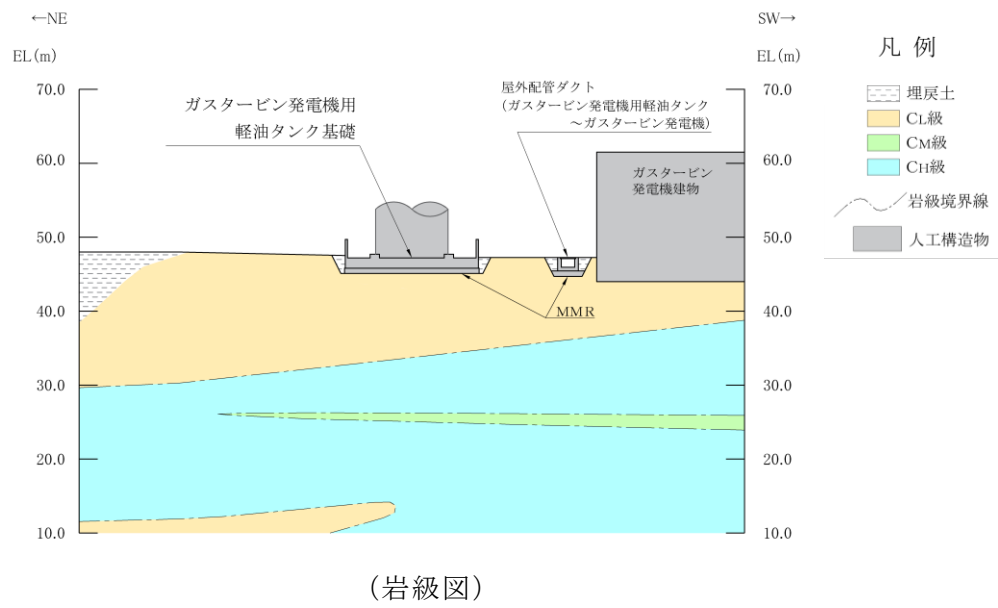 ←NE
EL(m)
SW→
EL(m)
凡 例
埋戻土
CL級
CM級
CH級
岩級境界線
人工構造物
70.0
60.0
50.0
40.0
30.0
20.0
10.0
ガスタービン発電機用
軽油タンク基礎
屋外配管ダクト
(ガスタービン発電機用軽油タンク
～ガスタービン発電機)
ガスタービン
発電機建物
MMR
70.0
60.0
50.0
40.0
30.0
20.0
10.0
(岩級図)